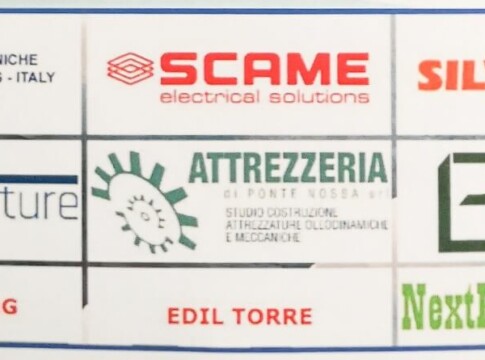 NICHE
- ITALY
SCAME
electrical solutions
SIL
ture
ATTREZZERIA
di PONTE NOSSA srl
STUDIO COSTRUZIONE
ATTREZZATURE OLEODINAMICHE
E MECCANICHE
E
G
EDIL TORRE
Next